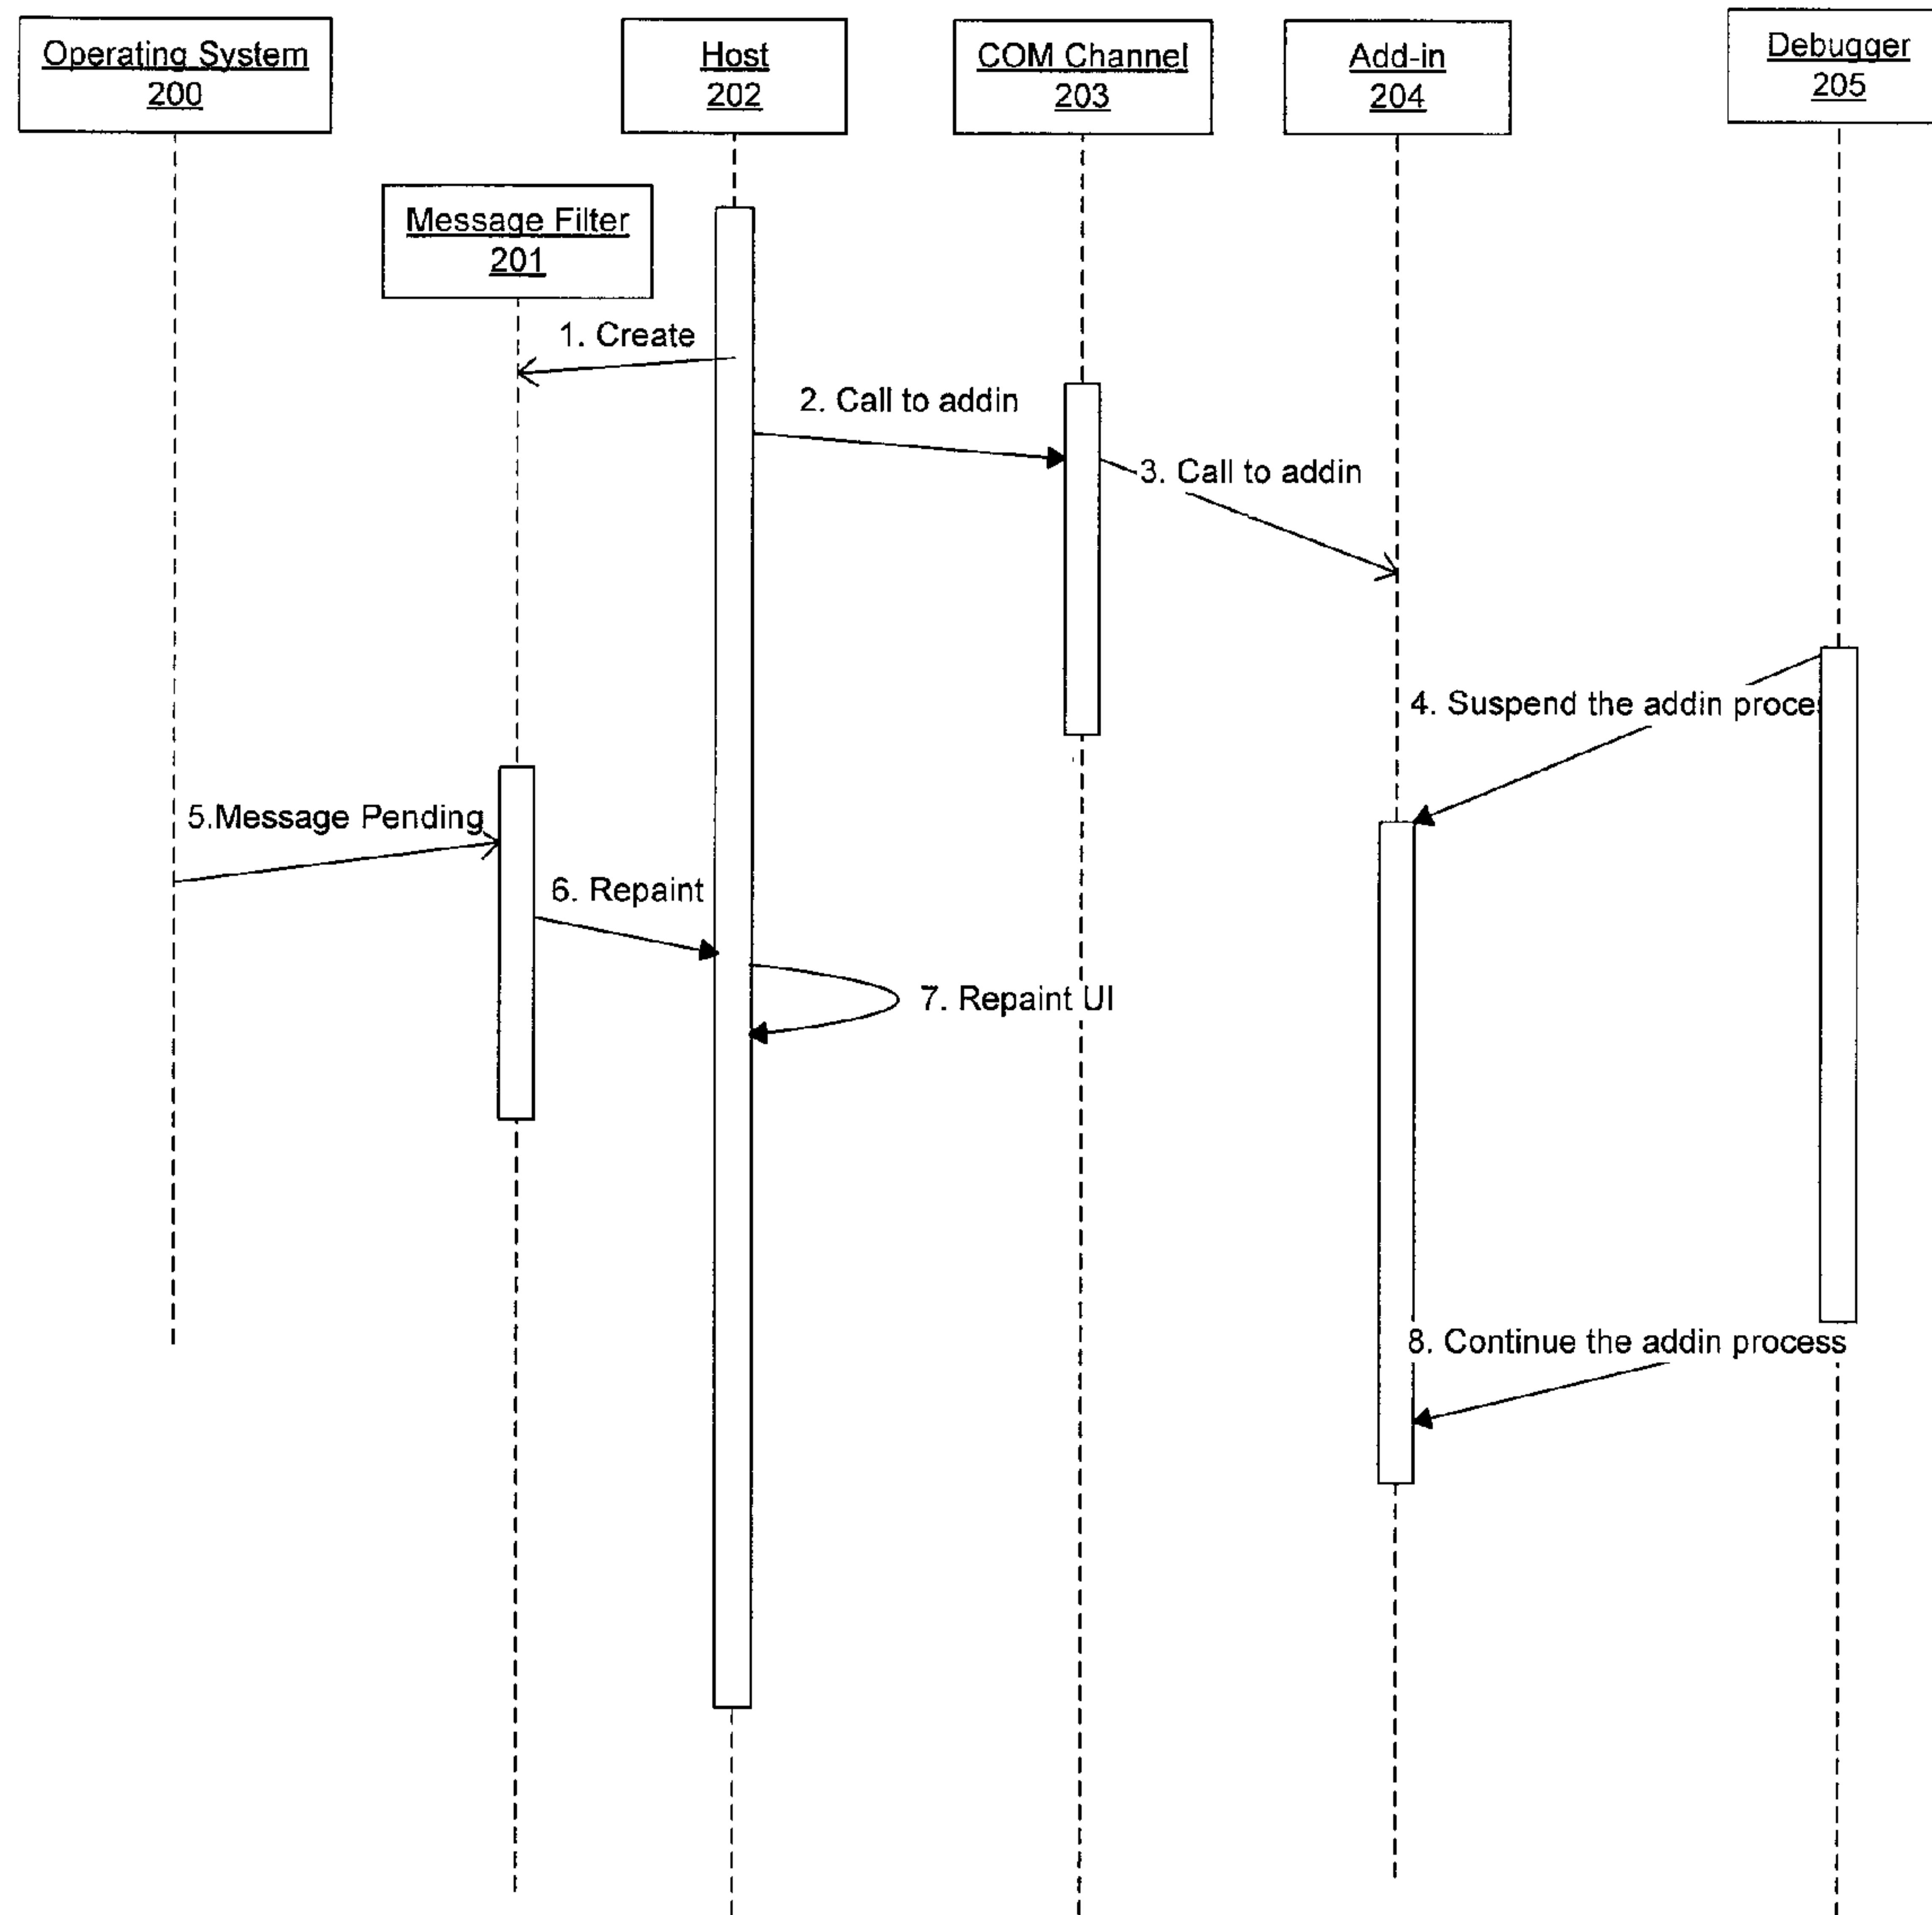 Operating System
200
Host
202
COM Channel
203
Add-in
204
Debugger
205
Message Filter
201
1. Create
2. Call to addin
3. Call to addin
4. Suspend the addin proce
5.Message Pending
6. Repaint
7. Repaint UI
8. Continue the addin process